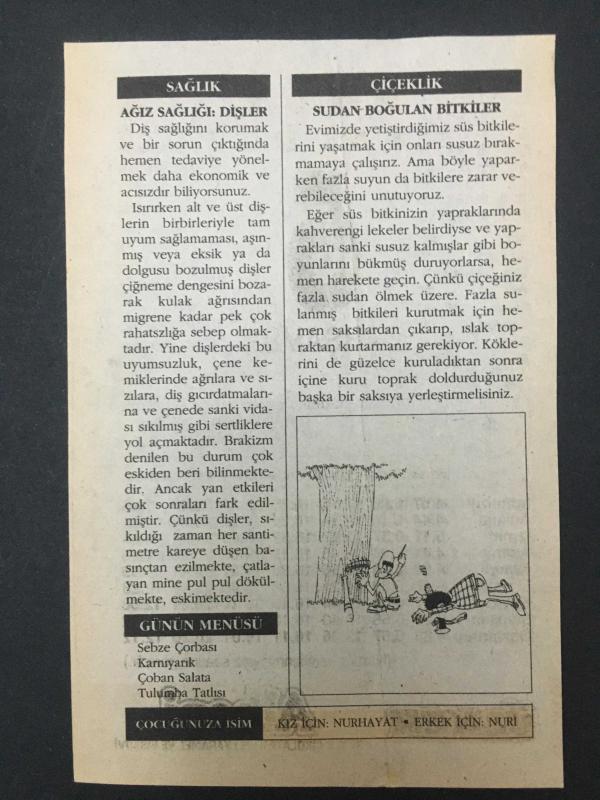 SAĞLIK
AĞIZ SAĞLIĞI: DİŞLER
Diş sağlığını korumak
ve bir sorun çıktığında
hemen tedaviye yönel-
mek daha ekonomik ve
acısızdır biliyorsunuz.
Isırırken alt ve üst diş-
lerin birbirleriyle tam
uyum sağlamaması, aşın-
mış veya eksik ya da
dolgusu bozulmuş dişler
çiğneme dengesini boza-
rak kulak ağrısından
migrene kadar pek çok
rahatszlığa sebep olmak-
tadır. Yine dişlerdeki bu
uyumsuzluk, çene ke-
miklerinde ağrılara ve sı-
zılara, diş gıcırdatmaları-
na ve çenede sanki vida-
sı sıkılmış gibi sertliklere
yol açmaktadır. Brakizm
denilen bu durum çok
eskiden beri bilinmekte-
dir. Ancak yan etkileri
çok sonraları fark edil-
miştir. Çünkü dişler, sı-
kıldığı zaman her santi-
metre kareye düşen ba-
sınçtan ezilmekte, çatla-
yan mine pul pul dökül-
mekte, eskimektedir.
GÜNÜN MENÜSÜ
Sebze Çorbası
Karnıyarık
Çoban Salata
Tulumba Tatlısı
ÇİÇEKLİK
SUDAN BOĞULAN BİTKİLER
Evimizde yetiştirdiğimiz süs bitkile-
rini yaşatmak için onları susuz bırak-
mamaya çalışırız. Ama böyle yapar-
ken fazla suyun da bitkilere zarar ve-
rebileceğini unutuyoruz.
Eğer süs bitkinizin yapraklarında
kahverengi lekeler belirdiyse ve yap-
rakları sanki susuz kalmışlar gibi bo-
yunlarını bükmüş duruyorlarsa, he-
men harekete geçin. Çünkü çiçeğiniz
fazla sudan ölmek üzere. Fazla su-
lanmış bitkileri kurutmak için he-
men saksılardan çıkarıp, ıslak top-
raktan kurtarmanız gerekiyor. Kökle-
rini de güzelce kuruladıktan sonra
içine kuru toprak doldurduğunuz
başka bir saksıya yerleştirmelisiniz.
ÇOCUĞUNUZA İSİM
KIZ İÇİN: NURHAYAT • ERKEK İÇİN: NURİ